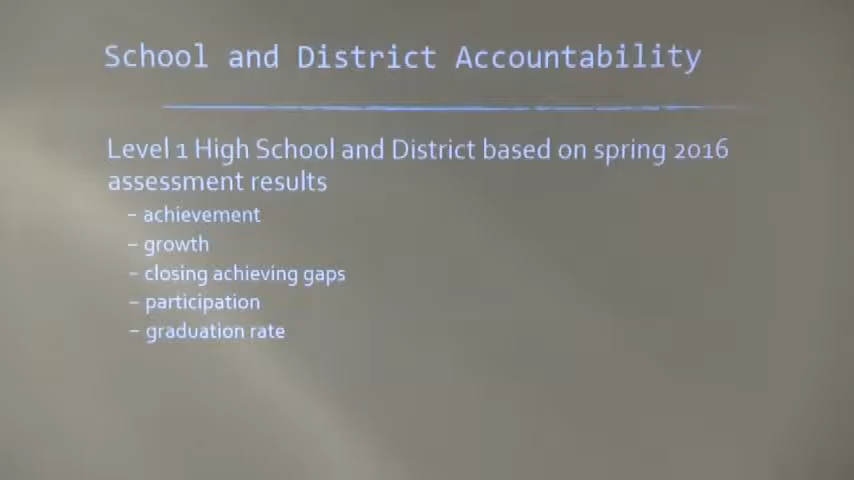 School and District Accountability
Level 1 High School and District based on spring 2016
assessment results
– achievement
– growth
– closing achieving gaps
– participation
– graduation rate